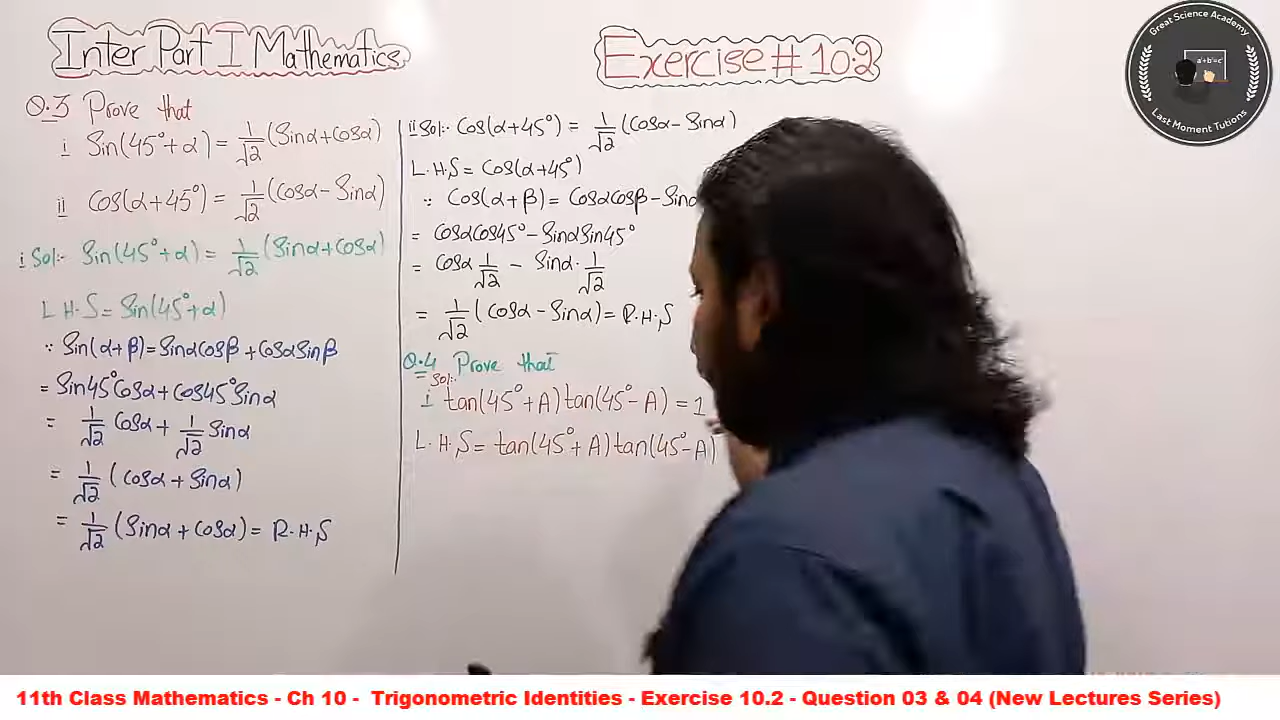 Inter Part I Mathematics
Exercise # 10.2
Great Science Academy
a²+b²=c²
Last Moment Tutions
Q.3 Prove that
i Sin(45°+α) = 1/√2 (Sinα+Cosα)
ii Cos(α+45°) = 1/√2 (Cosα - Sinα)
i Sol:- Sin(45°+α) = 1/√2 (Sinα+Cosα)
L.H.S = Sin(45°+α)
∵ Sin(α+β) = SinαCosβ + CosαSinβ
= Sin45°Cosα + Cos45°Sinα
= 1/√2 Cosα + 1/√2 Sinα
= 1/√2 (Cosα + Sinα)
= 1/√2 (Sinα + Cosα) = R.H.S
ii Sol:- Cos(α+45°) = 1/√2 (Cosα - Sinα)
L.H.S = Cos(α+45°)
∵ Cos(α+β) = CosαCosβ - Sinα
= CosαCos45° - SinαSin45°
= Cosα 1/√2 - Sinα · 1/√2
= 1/√2 (Cosα - Sinα) = R.H.S
Q.4 Prove that
Sol:-
i tan(45°+A)tan(45°-A) = 1
L.H.S = tan(45°+A)tan(45°-A)
11th Class Mathematics - Ch 10 - Trigonometric Identities - Exercise 10.2 - Question 03 & 04 (New Lectures Series)